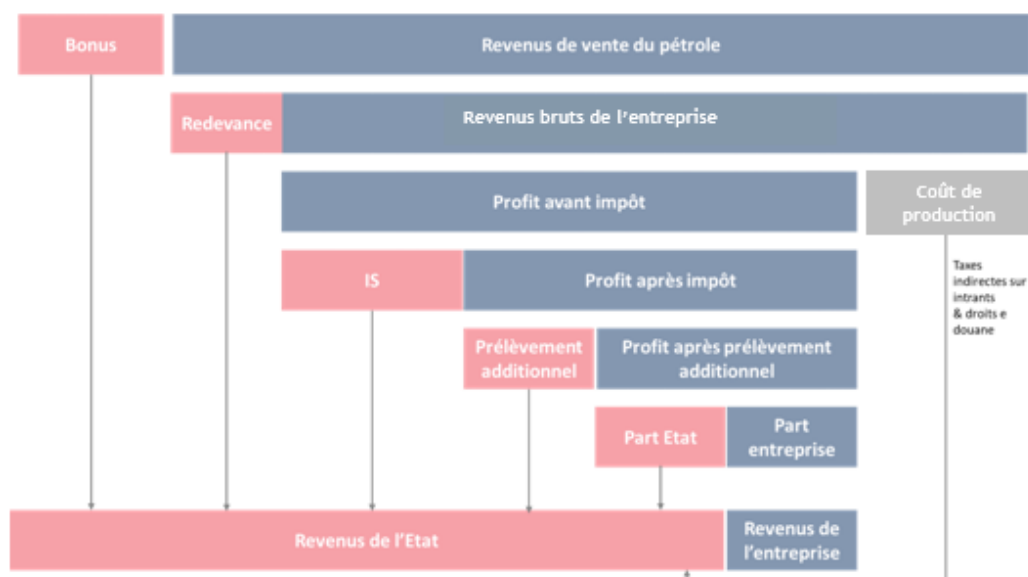 Bonus
Revenus de vente du pétrole
Redevance
Revenus bruts de l'entreprise
Profit avant impôt
Coût de
production
IS
Profit après impôt
Taxes
indirectes sur
intrants
& droits e
douane
Prélèvement
additionnel
Profit après prélèvement
additionnel
Part Etat
Part
entreprise
Revenus de l'Etat
Revenus de
l'entreprise